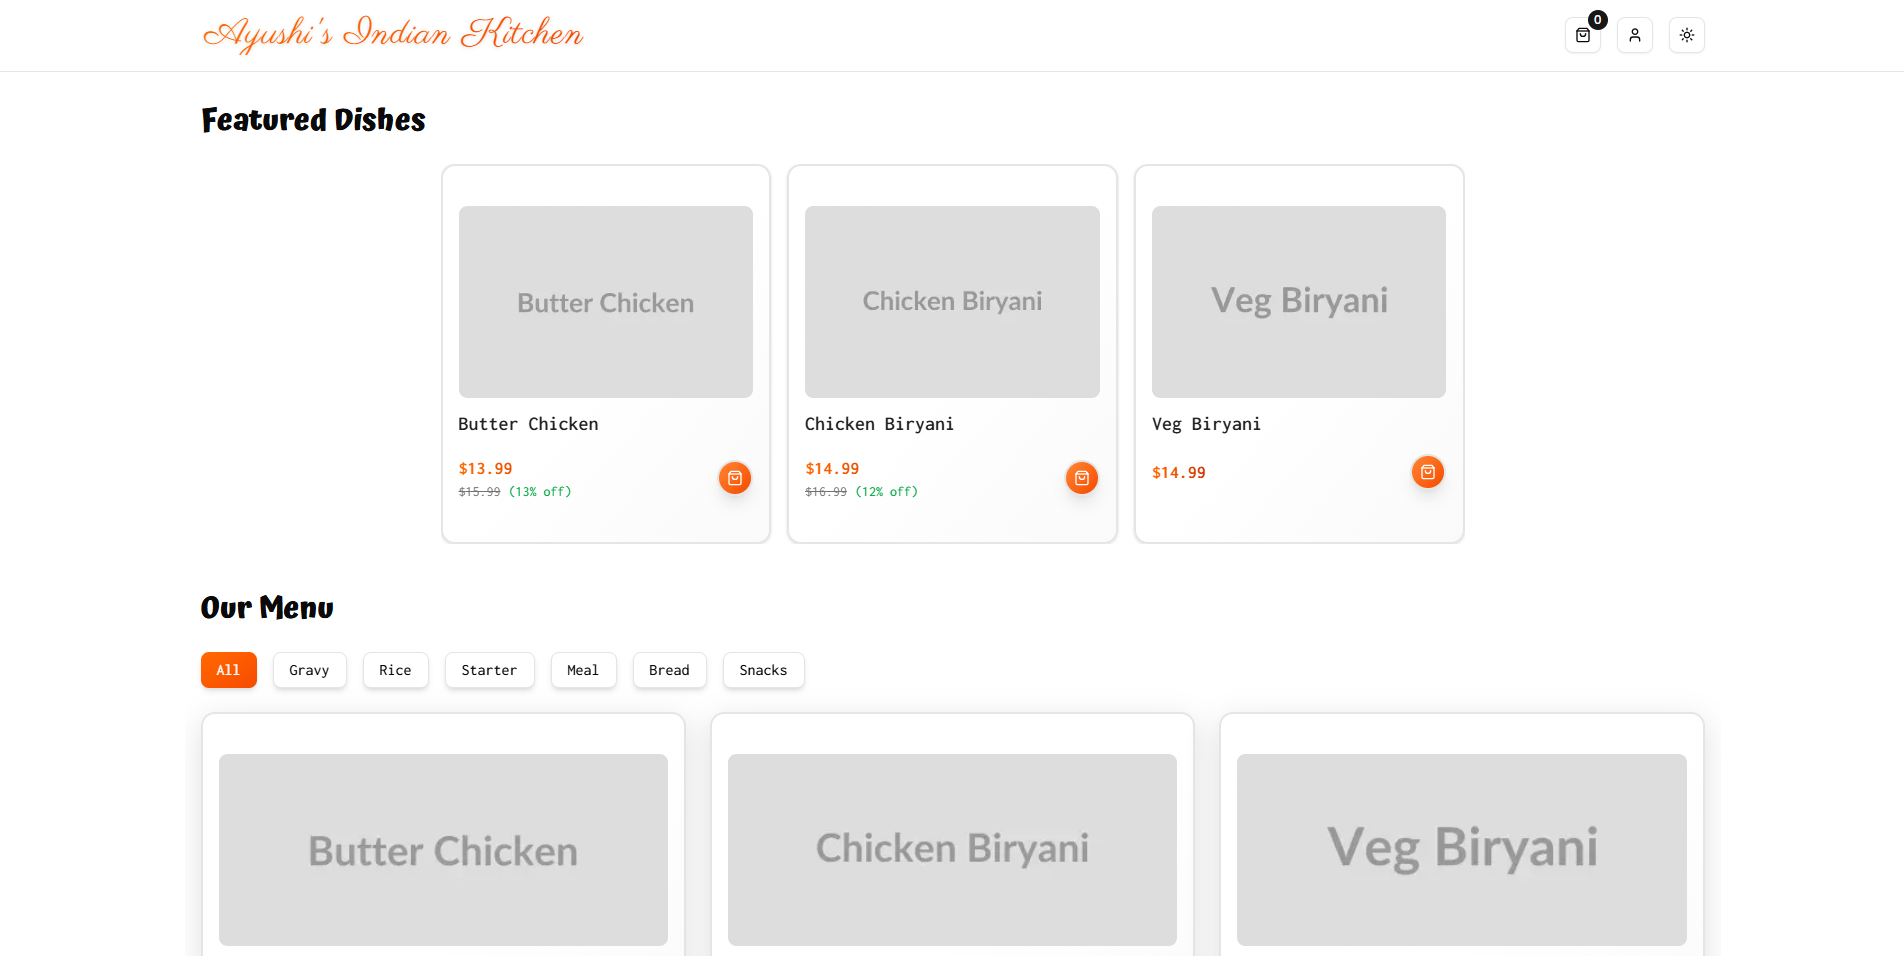 Ayushi's Indian Kitchen
0
Featured Dishes
Butter Chicken
Chicken Biryani
Veg Biryani
Butter Chicken
Chicken Biryani
Veg Biryani
$13.99
$15.99 (13% off)
$14.99
$16.99 (12% off)
$14.99
Our Menu
All
Gravy
Rice
Starter
Meal
Bread
Snacks
Butter Chicken
Chicken Biryani
Veg Biryani